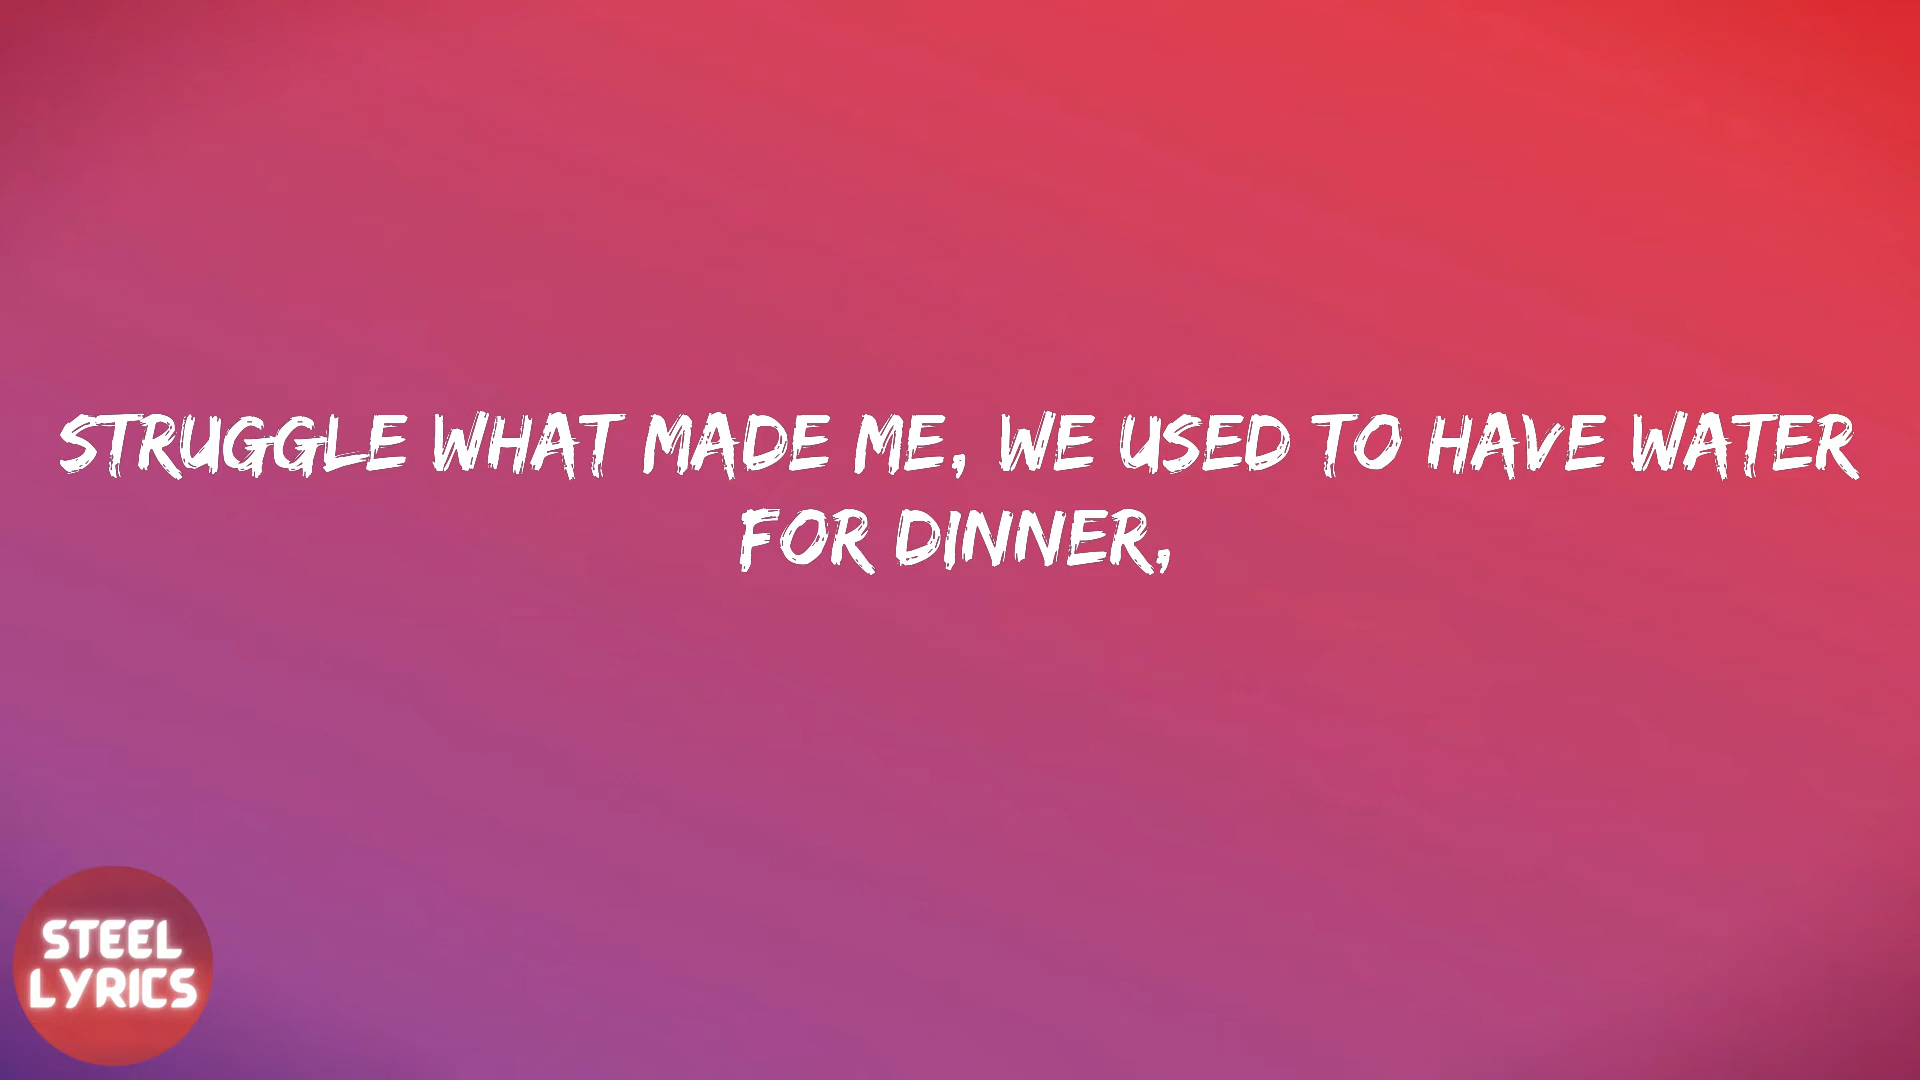 STRUGGLE WHAT MADE ME, WE USED TO HAVE WATER
FOR DINNER,
STEEL
LYRICS